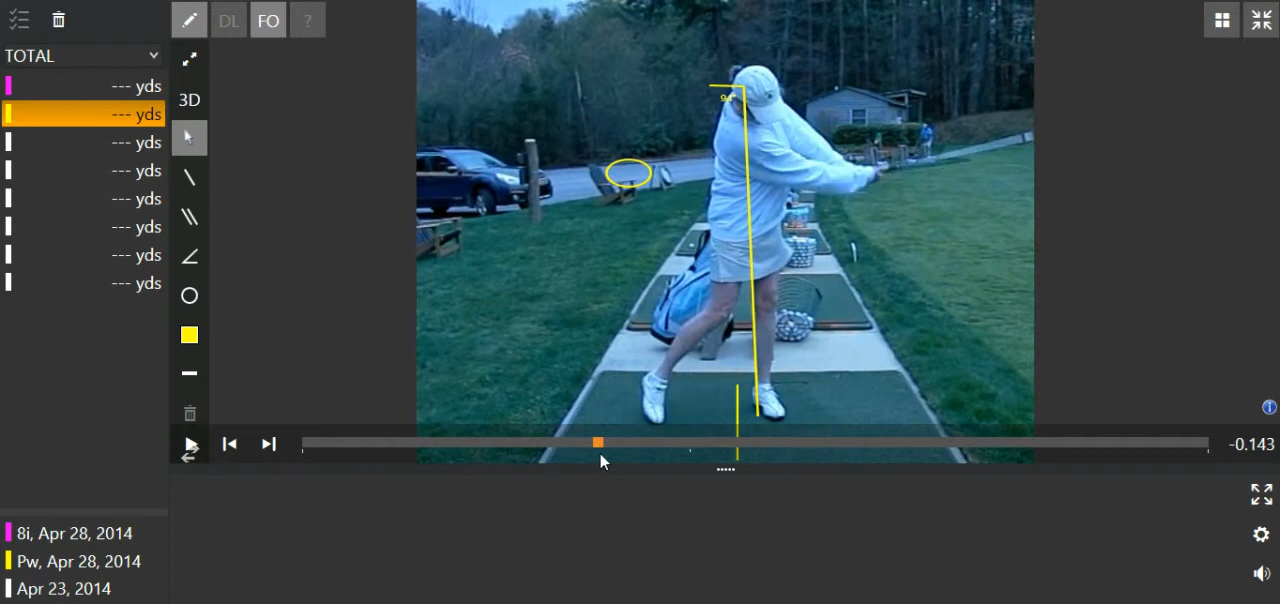 DL FO ?
TOTAL
--- yds
--- yds
--- yds
--- yds
--- yds
--- yds
--- yds
--- yds
3D
-0.143
8i, Apr 28, 2014
Pw, Apr 28, 2014
Apr 23, 2014